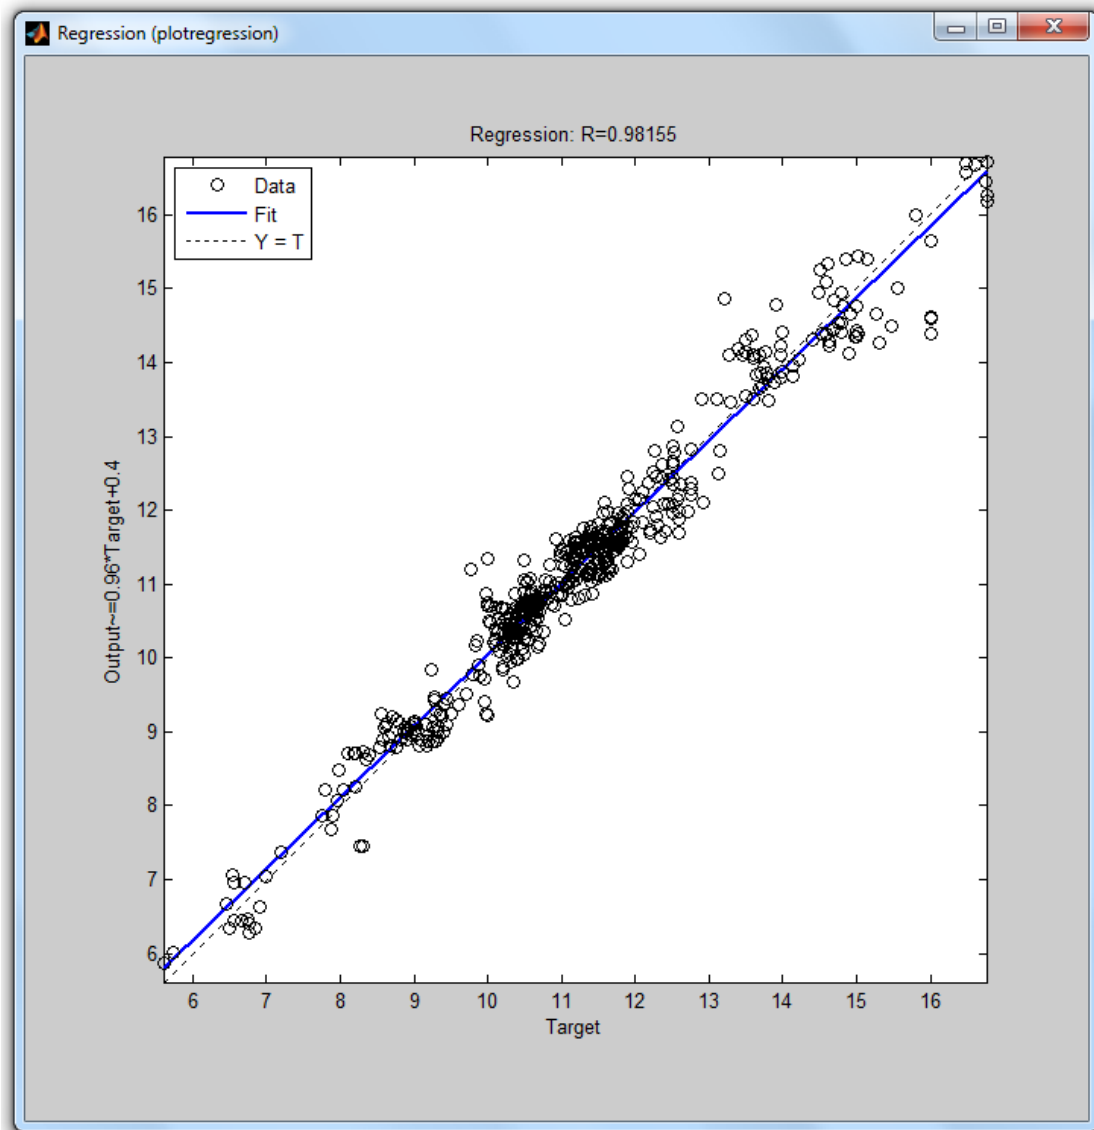 Regression (plotregression)
Regression: R=0.98155
Data
Fit
Y = T
Output~=0.96*Target+0.4
16
15
14
13
12
11
10
9
8
7
6
6 7 8 9 10 11 12 13 14 15 16
Target